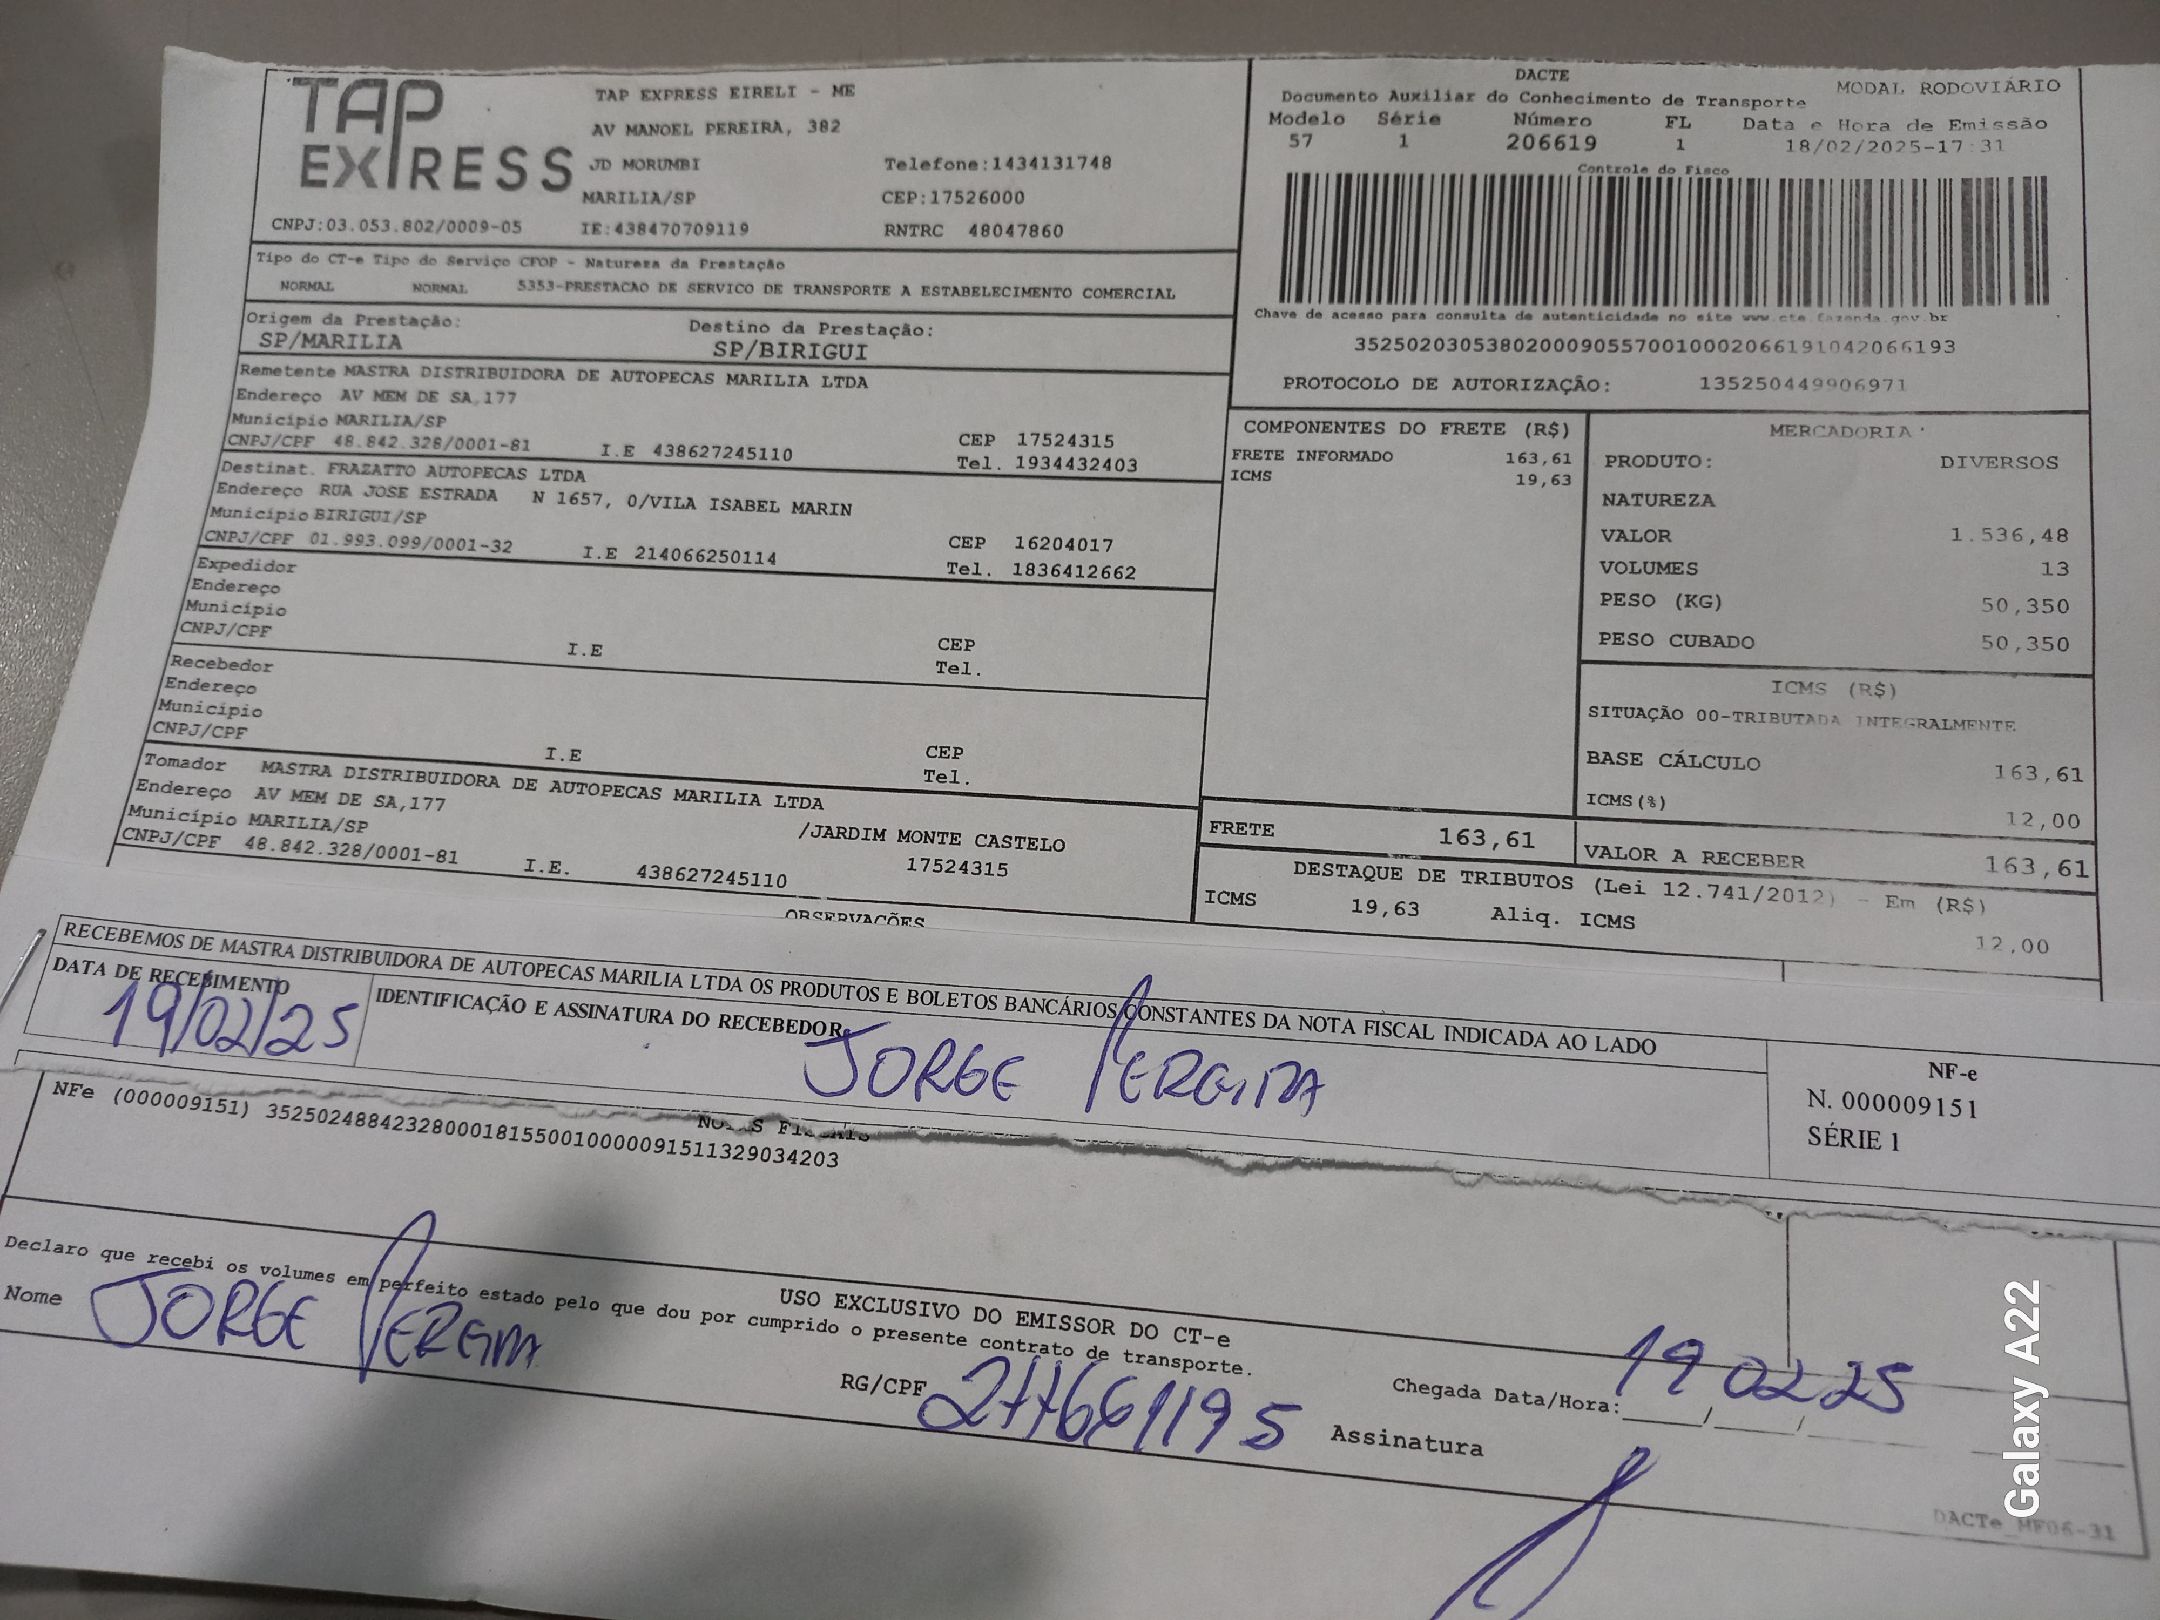 TAP EXPRESS
TAP EXPRESS EIRELI - ME
AV MANOEL PEREIRA, 382
JD MORUMBI Telefone:1434131748
MARILIA/SP CEP:17526000
CNPJ:03.053.802/0009-05 IE:438470709119 RNTRC 48047860
DACTE
MODAL RODOVIÁRIO
Documento Auxiliar do Conhecimento de Transporte
Modelo Série Número FL Data e Hora de Emissão
57 1 206619 1 18/02/2025-17:31
Controle do Fisco
Chave de acesso para consulta de autenticidade no site www.cte.fazenda.gov.br
35250203053802000905570010002066191042066193
PROTOCOLO DE AUTORIZAÇÃO: 135250449906971
Tipo do CT-e Tipo do Serviço CFOP - Natureza da Prestação
NORMAL NORMAL 5353-PRESTACAO DE SERVICO DE TRANSPORTE A ESTABELECIMENTO COMERCIAL
Origem da Prestação: Destino da Prestação:
SP/MARILIA SP/BIRIGUI
Remetente MASTRA DISTRIBUIDORA DE AUTOPECAS MARILIA LTDA
Endereço AV MEM DE SA,177
Município MARILIA/SP CEP 17524315
CNPJ/CPF 48.842.328/0001-81 I.E 438627245110 Tel. 1934432403
Destinat. FRAZATTO AUTOPECAS LTDA
Endereço RUA JOSE ESTRADA N 1657, 0/VILA ISABEL MARIN
Município BIRIGUI/SP CEP 16204017
CNPJ/CPF 01.993.099/0001-32 I.E 214066250114 Tel. 1836412662
Expedidor
Endereço
Município CEP
CNPJ/CPF I.E Tel.
Recebedor
Endereço
Município CEP
CNPJ/CPF I.E Tel.
Tomador MASTRA DISTRIBUIDORA DE AUTOPECAS MARILIA LTDA
Endereço AV MEM DE SA,177 /JARDIM MONTE CASTELO
Município MARILIA/SP 17524315
CNPJ/CPF 48.842.328/0001-81 I.E. 438627245110
COMPONENTES DO FRETE (R$)
FRETE INFORMADO 163,61
ICMS 19,63
MERCADORIA
PRODUTO: DIVERSOS
NATUREZA
VALOR 1.536,48
VOLUMES 13
PESO (KG) 50,350
PESO CUBADO 50,350
ICMS (R$)
SITUAÇÃO 00-TRIBUTADA INTEGRALMENTE
BASE CÁLCULO 163,61
ICMS(%) 12,00
FRETE 163,61 VALOR A RECEBER 163,61
DESTAQUE DE TRIBUTOS (Lei 12.741/2012) - Em (R$)
ICMS 19,63 Aliq. ICMS 12,00
OBSERVAÇÕES
RECEBEMOS DE MASTRA DISTRIBUIDORA DE AUTOPECAS MARILIA LTDA OS PRODUTOS E BOLETOS BANCÁRIOS CONSTANTES DA NOTA FISCAL INDICADA AO LADO
DATA DE RECEBIMENTO IDENTIFICAÇÃO E ASSINATURA DO RECEBEDOR
19/02/25 JORGE PEREIRA
NF-e
N. 000009151
SÉRIE 1
NFe (000009151) 35250248842328000181550010000091511329034203
USO EXCLUSIVO DO EMISSOR DO CT-e
Declaro que recebi os volumes em perfeito estado pelo que dou por cumprido o presente contrato de transporte.
Nome JORGE PEREIRA RG/CPF 277661195 Chegada Data/Hora: 19 02 25
Assinatura
DACTe_MF06-31
Galaxy A22